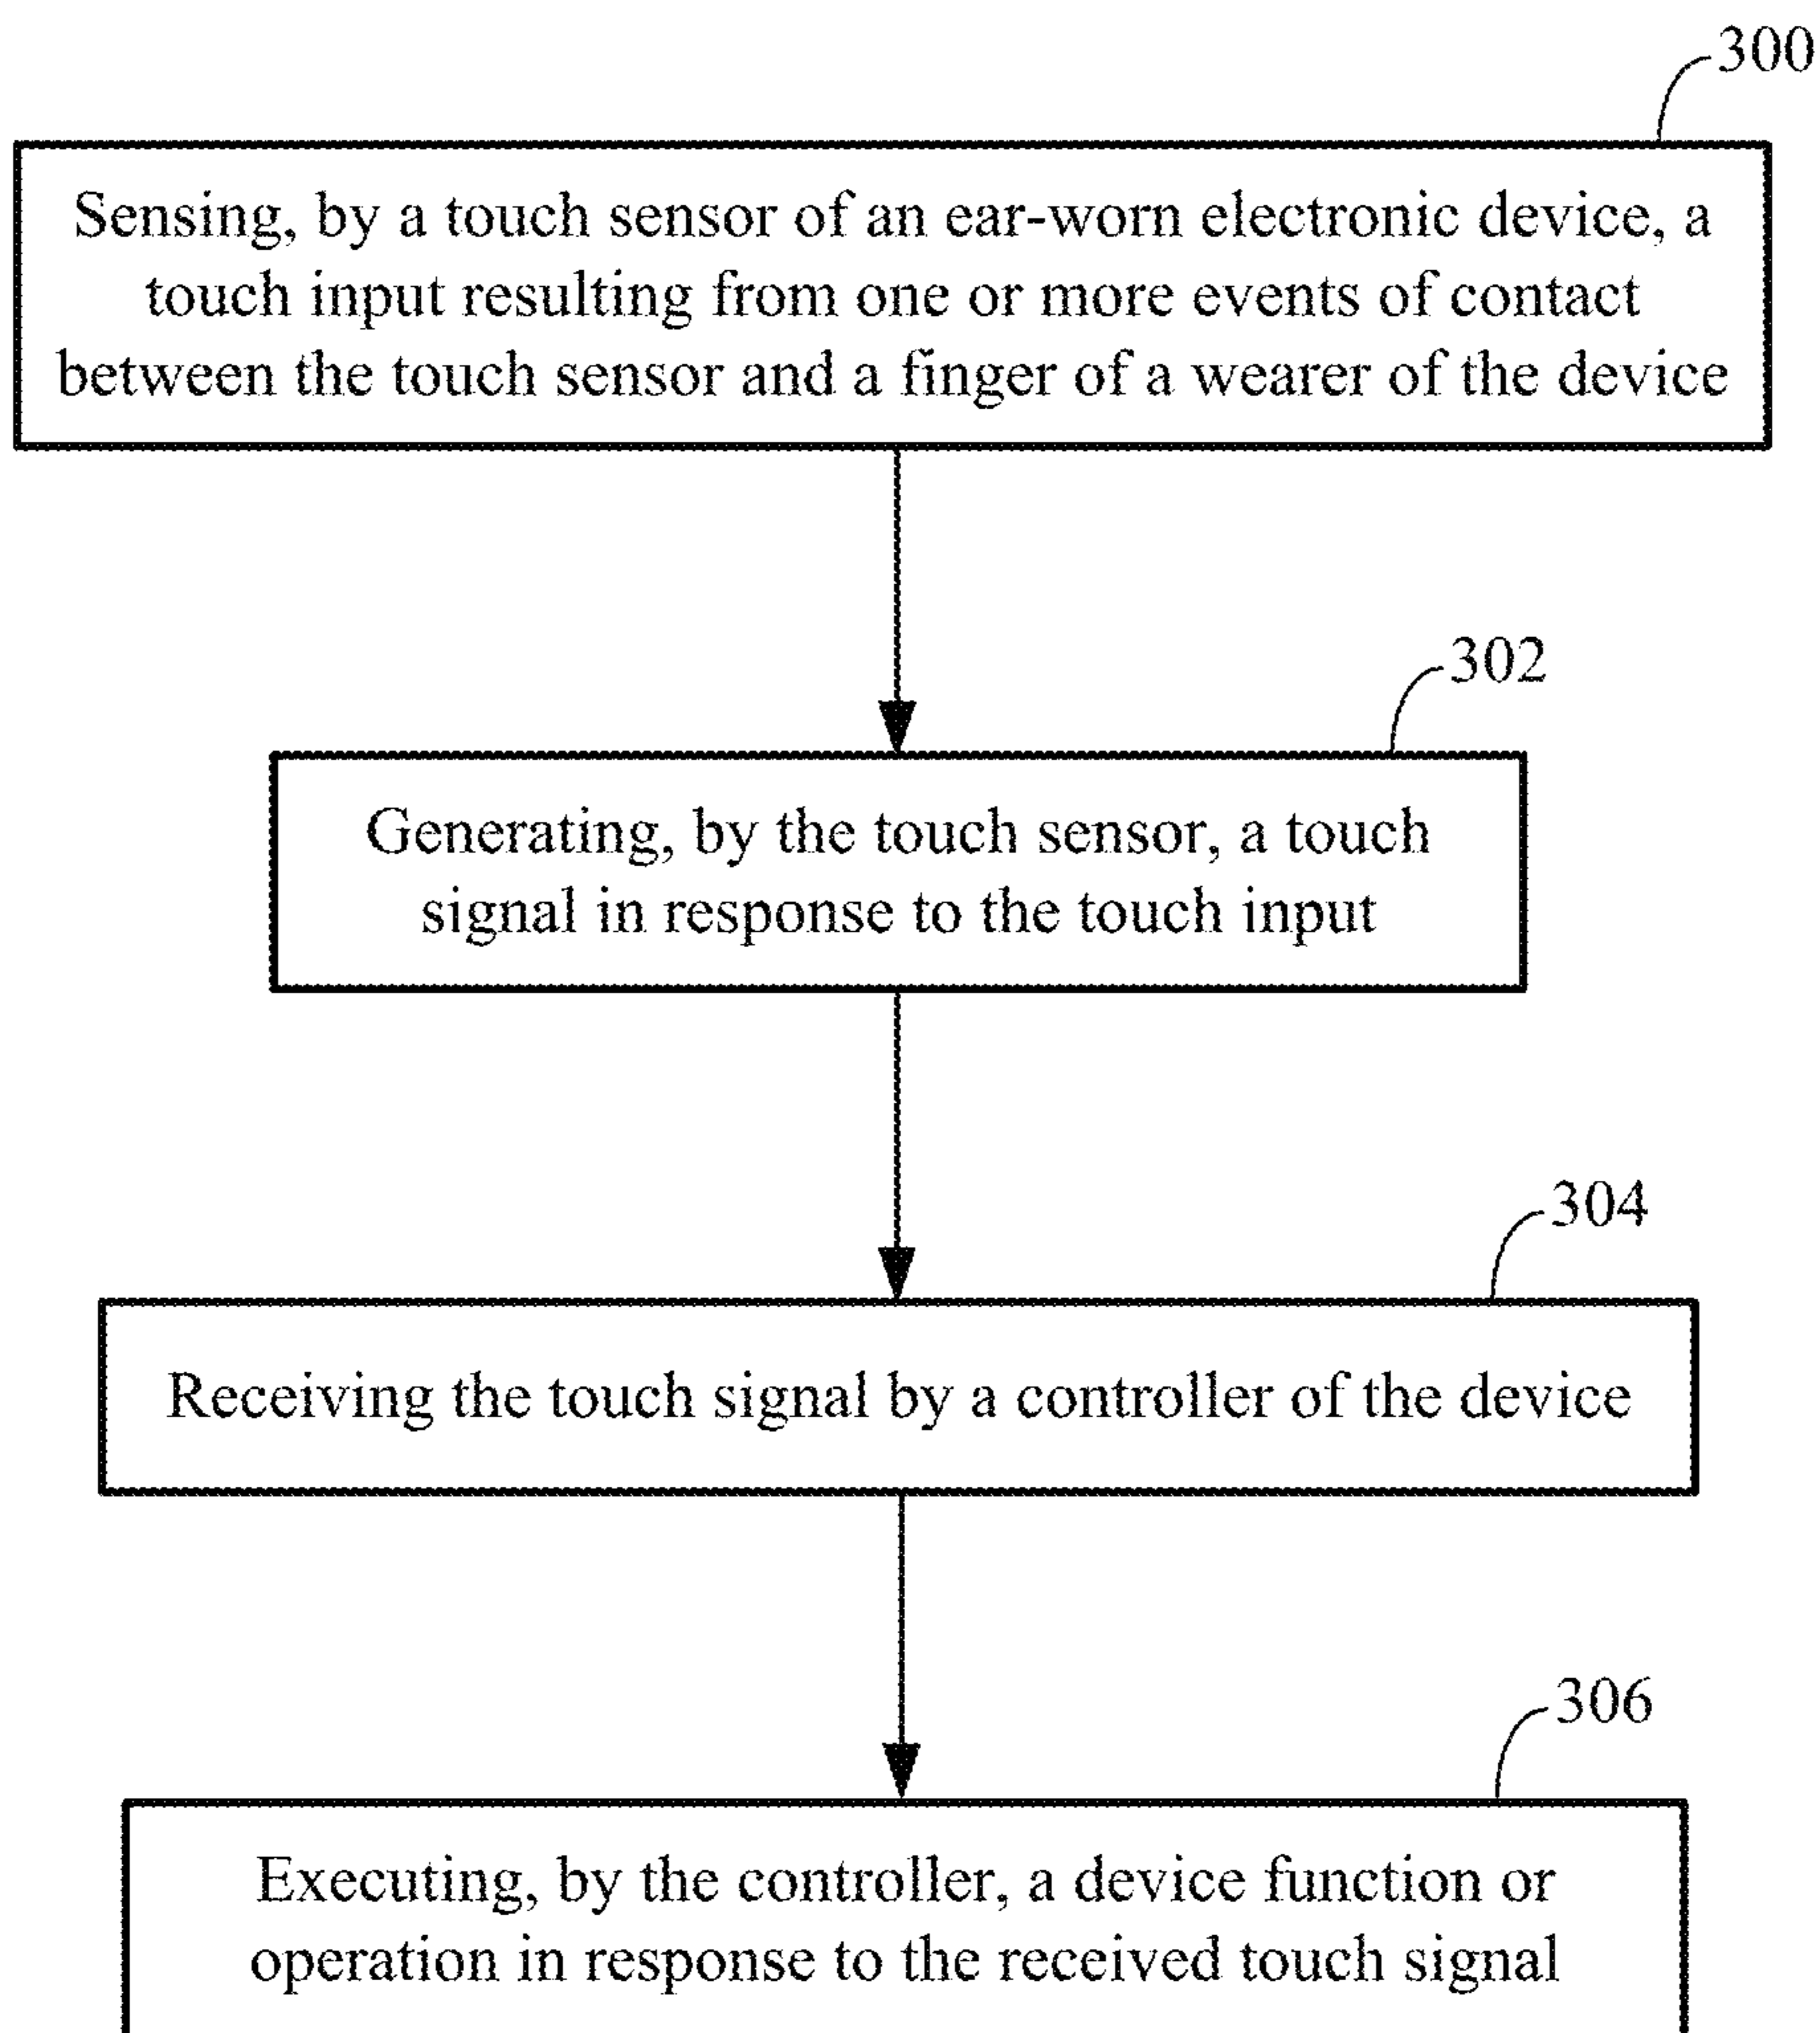 300
Sensing, by a touch sensor of an ear-worn electronic device, a
touch input resulting from one or more events of contact
between the touch sensor and a finger of a wearer of the device
302
Generating, by the touch sensor, a touch
signal in response to the touch input
304
Receiving the touch signal by a controller of the device
306
Executing, by the controller, a device function or
operation in response to the received touch signal